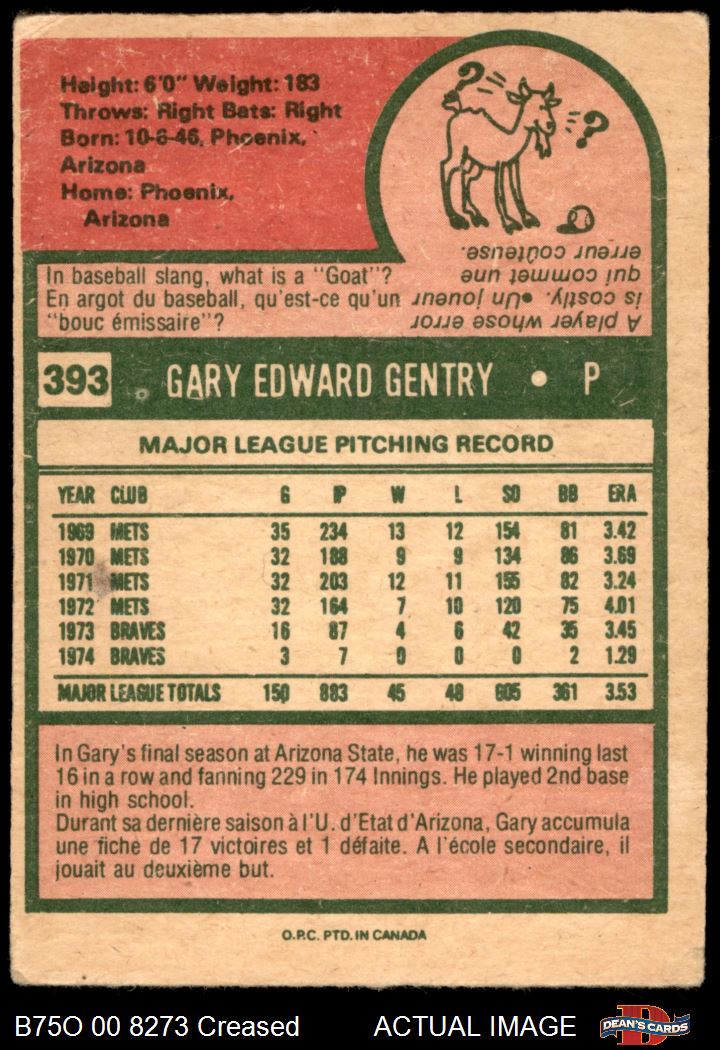 Height: 6'0" Weight: 183
Throws: Right Bats: Right
Born: 10-6-46, Phoenix,
Arizona
Home: Phoenix,
Arizona
? ?
In baseball slang, what is a "Goat"?
En argot du baseball, qu'est-ce qu'un
"bouc émissaire"?
A player whose error
is costly. • Un joueur
qui commet une
erreur coûteuse.
393 GARY EDWARD GENTRY • P
MAJOR LEAGUE PITCHING RECORD
YEAR CLUB G IP W L SO BB ERA
1969 METS 35 234 13 12 154 81 3.42
1970 METS 32 188 9 9 134 86 3.69
1971 METS 32 203 12 11 155 82 3.24
1972 METS 32 164 7 10 120 75 4.01
1973 BRAVES 16 87 4 6 42 35 3.45
1974 BRAVES 3 7 0 0 0 2 1.29
MAJOR LEAGUE TOTALS 150 883 45 48 605 361 3.53
In Gary's final season at Arizona State, he was 17-1 winning last
16 in a row and fanning 229 in 174 Innings. He played 2nd base
in high school.
Durant sa dernière saison à l'U. d'Etat d'Arizona, Gary accumula
une fiche de 17 victoires et 1 défaite. A l'école secondaire, il
jouait au deuxième but.
O.P.C. PTD. IN CANADA
B75O 00 8273 Creased ACTUAL IMAGE
D
DEAN'S CARDS